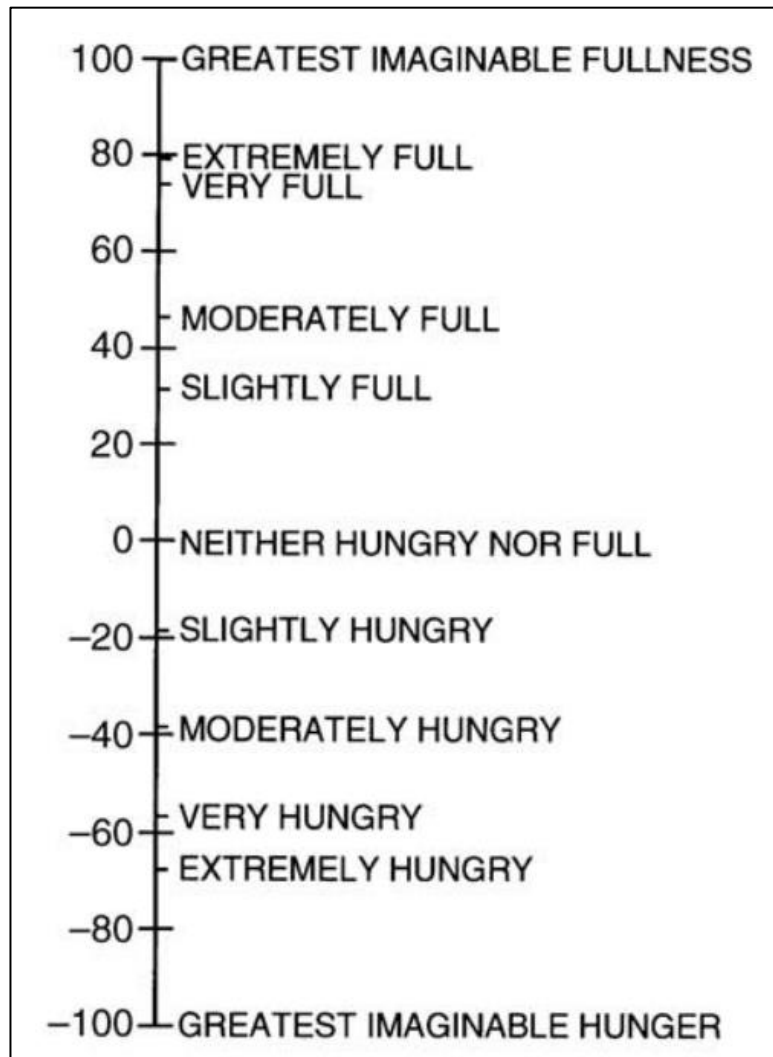 100 GREATEST IMAGINABLE FULLNESS
80 EXTREMELY FULL
VERY FULL
60
MODERATELY FULL
40
SLIGHTLY FULL
20
0 NEITHER HUNGRY NOR FULL
–20 SLIGHTLY HUNGRY
–40 MODERATELY HUNGRY
VERY HUNGRY
–60
EXTREMELY HUNGRY
–80
–100 GREATEST IMAGINABLE HUNGER